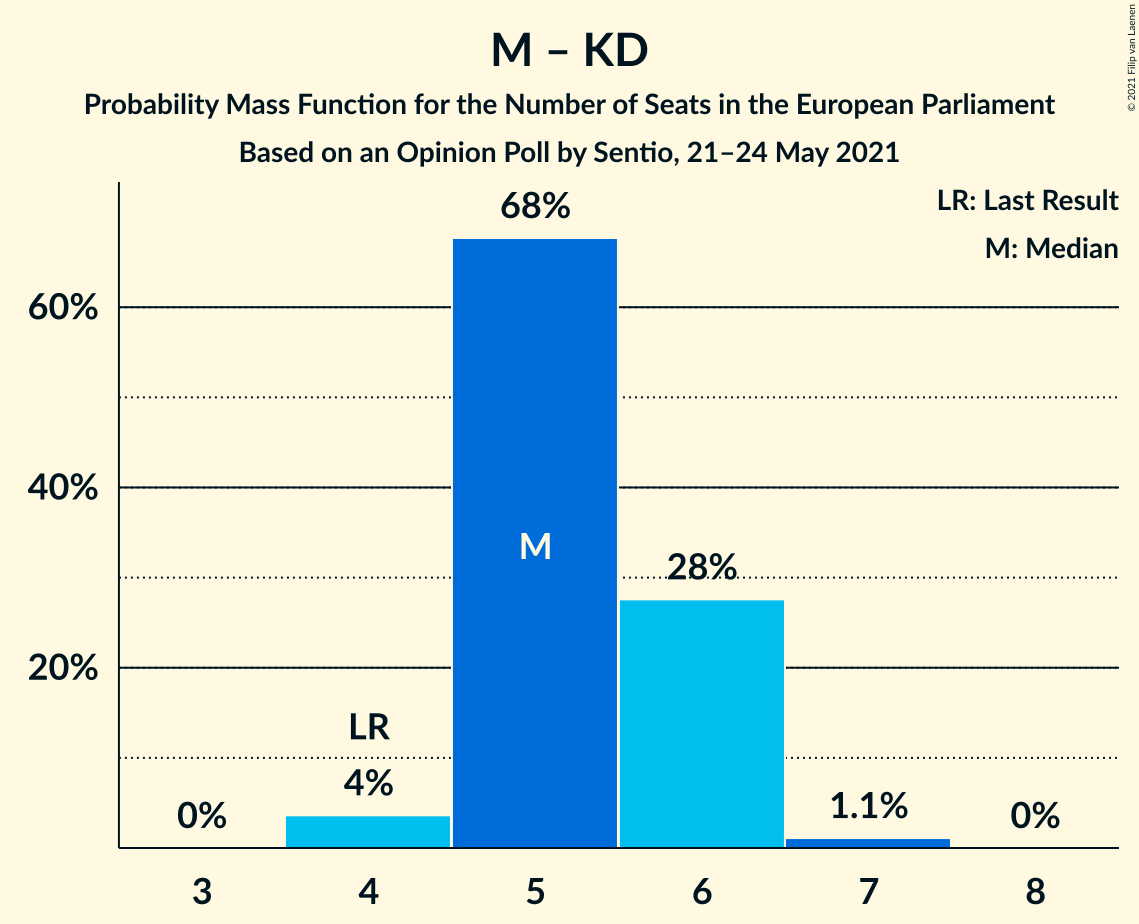 M – KD
Probability Mass Function for the Number of Seats in the European Parliament
Based on an Opinion Poll by Sentio, 21–24 May 2021
© 2021 Filip van Laenen
LR: Last Result
M: Median
68%
60%
40%
20%
M
28%
LR
4%
0%
1.1%
0%
3 4 5 6 7 8